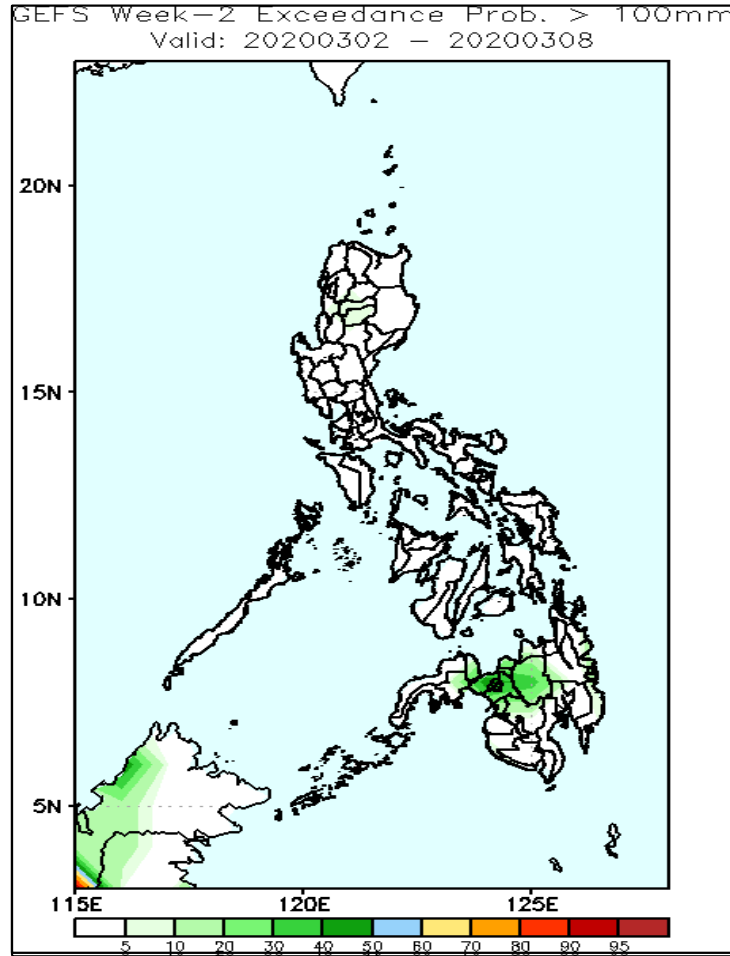 GEFS Week-2 Exceedance Prob. > 100mm
Valid: 20200302 - 20200308
20N
15N
10N
5N
115E 120E 125E
5 10 20 30 40 50 60 70 80 90 95